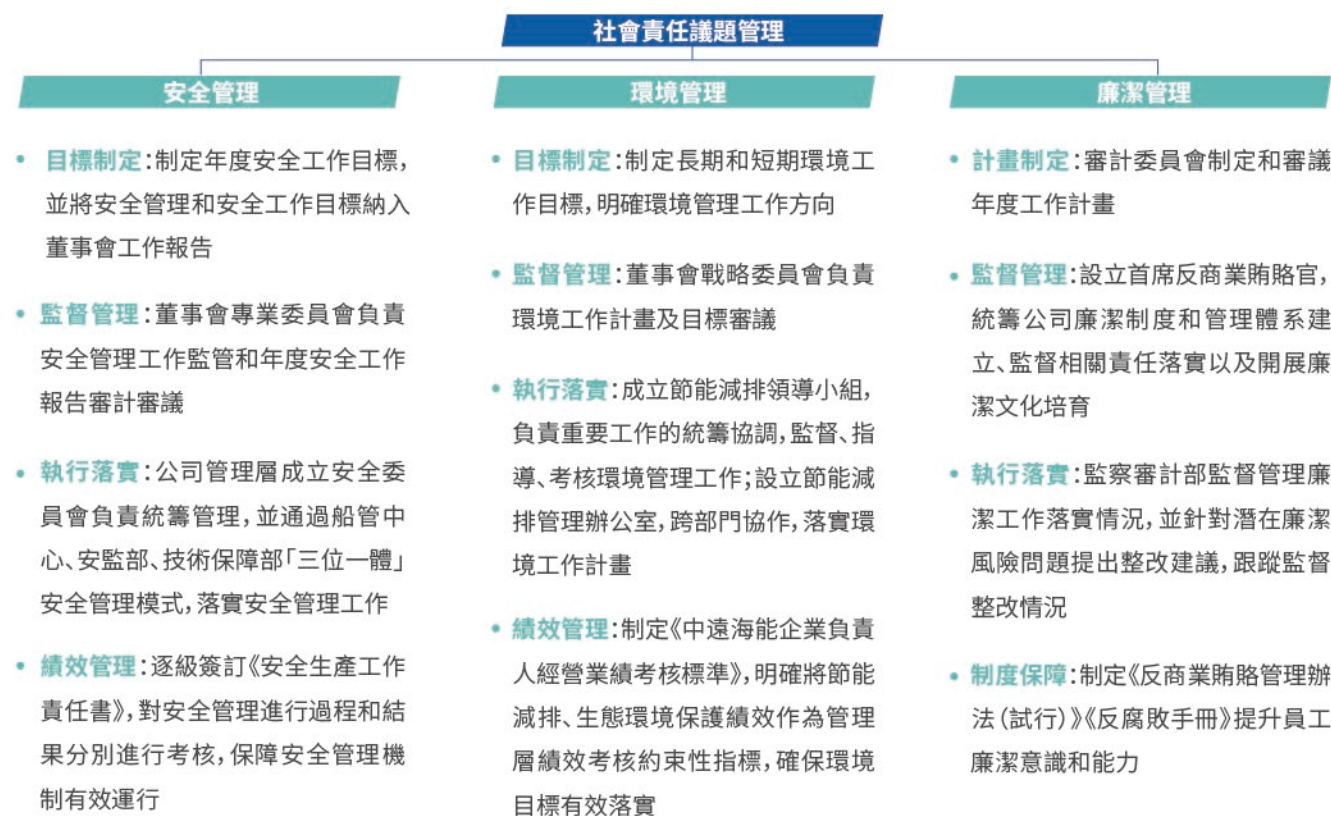 社會責任議題管理
安全管理
• 目標制定：制定年度安全工作目標，
並將安全管理和安全工作目標納入
董事會工作報告
• 監督管理：董事會專業委員會負責
安全管理工作監管和年度安全工作
報告審計審議
• 執行落實：公司管理層成立安全委
員會負責統籌管理，並通過船管中
心、安監部、技術保障部「三位一體」
安全管理模式，落實安全管理工作
• 績效管理：逐級簽訂《安全生產工作
責任書》，對安全管理進行過程和結
果分別進行考核，保障安全管理機
制有效運行
環境管理
• 目標制定：制定長期和短期環境工
作目標，明確環境管理工作方向
• 監督管理：董事會戰略委員會負責
環境工作計畫及目標審議
• 執行落實：成立節能減排領導小組，
負責重要工作的統籌協調，監督、指
導、考核環境管理工作；設立節能減
排管理辦公室，跨部門協作，落實環
境工作計畫
• 績效管理：制定《中遠海能企業負責
人經營業績考核標準》，明確將節能
減排、生態環境保護績效作為管理
層績效考核約束性指標，確保環境
目標有效落實
廉潔管理
• 計畫制定：審計委員會制定和審議
年度工作計畫
• 監督管理：設立首席反商業賄賂官，
統籌公司廉潔制度和管理體系建
立、監督相關責任落實以及開展廉
潔文化培育
• 執行落實：監察審計部監督管理廉
潔工作落實情況，並針對潛在廉潔
風險問題提出整改建議，跟蹤監督
整改情況
• 制度保障：制定《反商業賄賂管理辦
法（試行）》《反腐敗手冊》提升員工
廉潔意識和能力